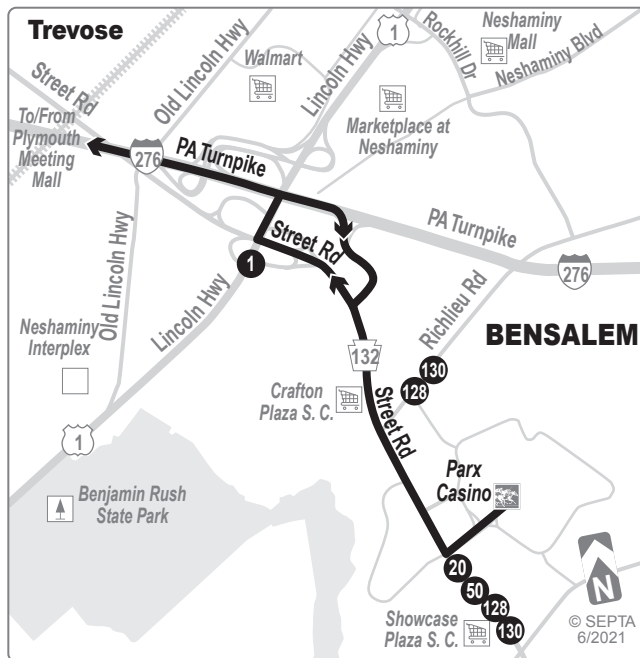 Trevose
1
Neshaminy
Mall
Rockhill Dr
Neshaminy Blvd
Old Lincoln Hwy
Lincoln Hwy
Walmart
Street Rd
To/From
Plymouth
Meeting
Mall
276
PA Turnpike
Marketplace at
Neshaminy
PA Turnpike
276
Street Rd
1
Old Lincoln Hwy
Lincoln Hwy
Richlieu Rd
BENSALEM
Neshaminy
Interplex
132
130
128
Crafton
Plaza S. C.
Street Rd
1
Parx
Casino
Benjamin Rush
State Park
20
50
128
130
Showcase
Plaza S. C.
N
© SEPTA
6/2021